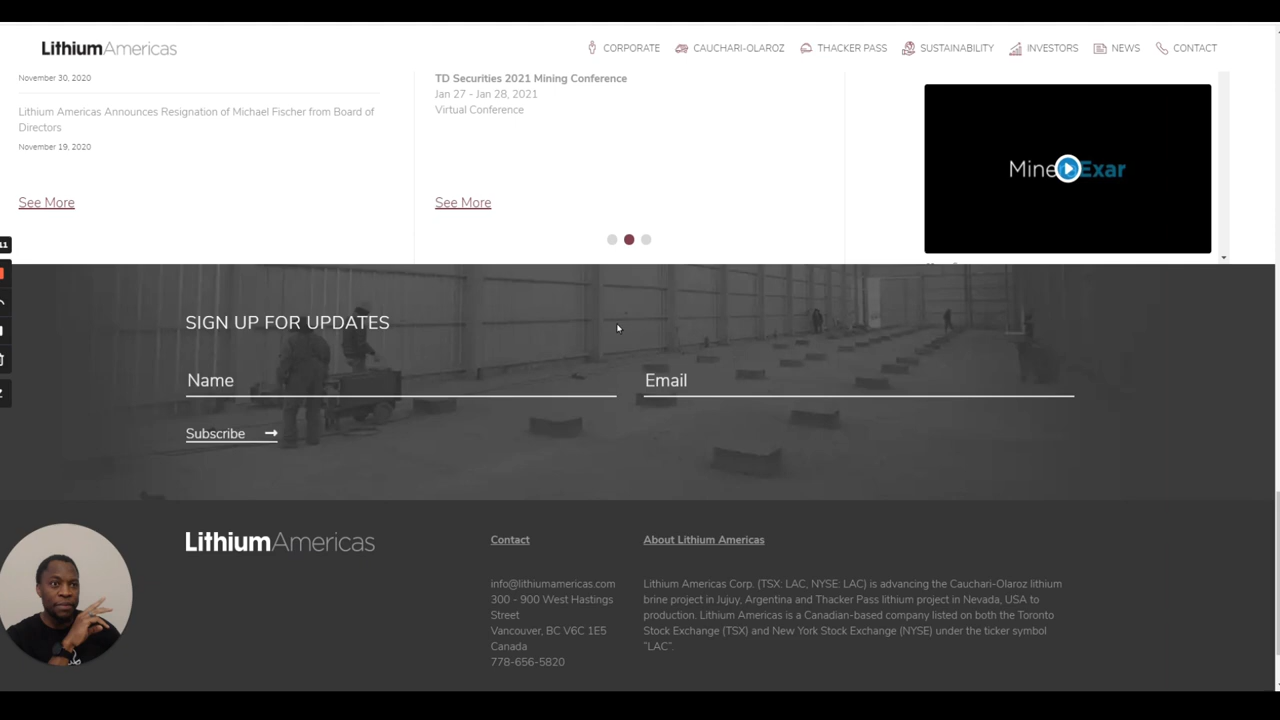 LithiumAmericas
CORPORATE
CAUCHARI-OLAROZ
THACKER PASS
SUSTAINABILITY
INVESTORS
NEWS
CONTACT
November 30, 2020
Lithium Americas Announces Resignation of Michael Fischer from Board of
Directors
November 19, 2020
See More
TD Securities 2021 Mining Conference
Jan 27 - Jan 28, 2021
Virtual Conference
See More
Exar
11
SIGN UP FOR UPDATES
Name
Email
Subscribe
LithiumAmericas
Contact
info@lithiumamericas.com
300 - 900 West Hastings
Street
Vancouver, BC V6C 1E5
Canada
778-656-5820
About Lithium Americas
Lithium Americas Corp. (TSX: LAC, NYSE: LAC) is advancing the Cauchari-Olaroz lithium
brine project in Jujuy, Argentina and Thacker Pass lithium project in Nevada, USA to
production. Lithium Americas is a Canadian-based company listed on both the Toronto
Stock Exchange (TSX) and New York Stock Exchange (NYSE) under the ticker symbol
"LAC".